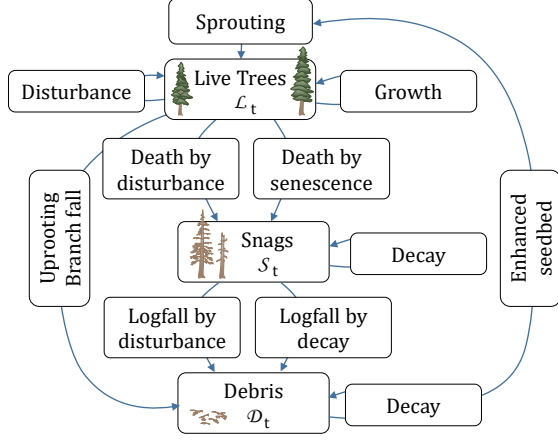 Sprouting
Live Trees
ℒt
Disturbance
Growth
Death by
disturbance
Death by
senescence
Uprooting
Branch fall
Enhanced
seedbed
Snags
𝒮t
Decay
Logfall by
disturbance
Logfall by
decay
Debris
𝒟t
Decay